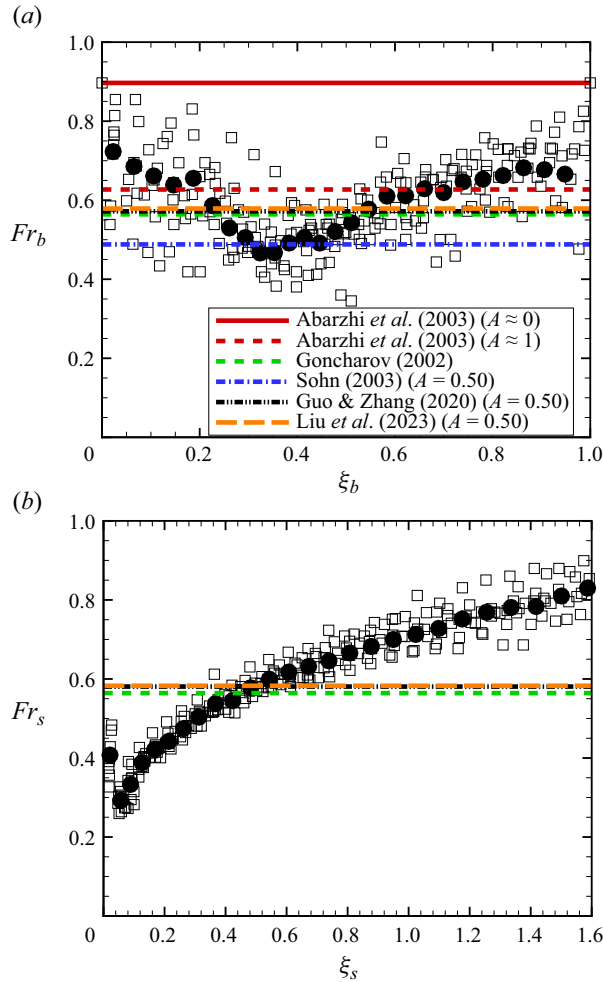 (a)
1.0
0.8
0.6
Fr_b
0.4
0.2
Abarzhi et al. (2003) (A ≈ 0)
Abarzhi et al. (2003) (A ≈ 1)
Goncharov (2002)
Sohn (2003) (A = 0.50)
Guo & Zhang (2020) (A = 0.50)
Liu et al. (2023) (A = 0.50)
0 0.2 0.4 0.6 0.8 1.0
ξ_b
(b)
1.0
0.8
0.6
Fr_s
0.4
0.2
0 0.2 0.4 0.6 0.8 1.0 1.2 1.4 1.6
ξ_s